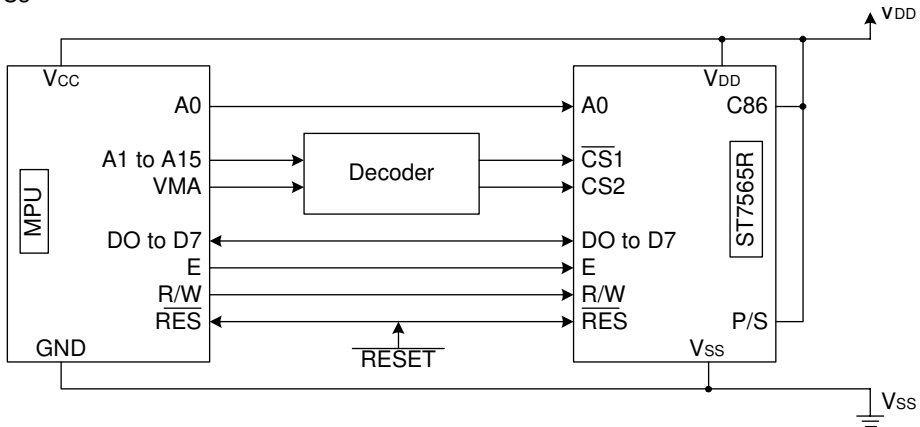 VDD
VCC
VDD
A0
A0
C86
A1 to A15
Decoder
CS1
VMA
CS2
MPU
ST7565R
DO to D7
DO to D7
E
E
R/W
R/W
RES
RES
P/S
RESET
GND
VSS
VSS